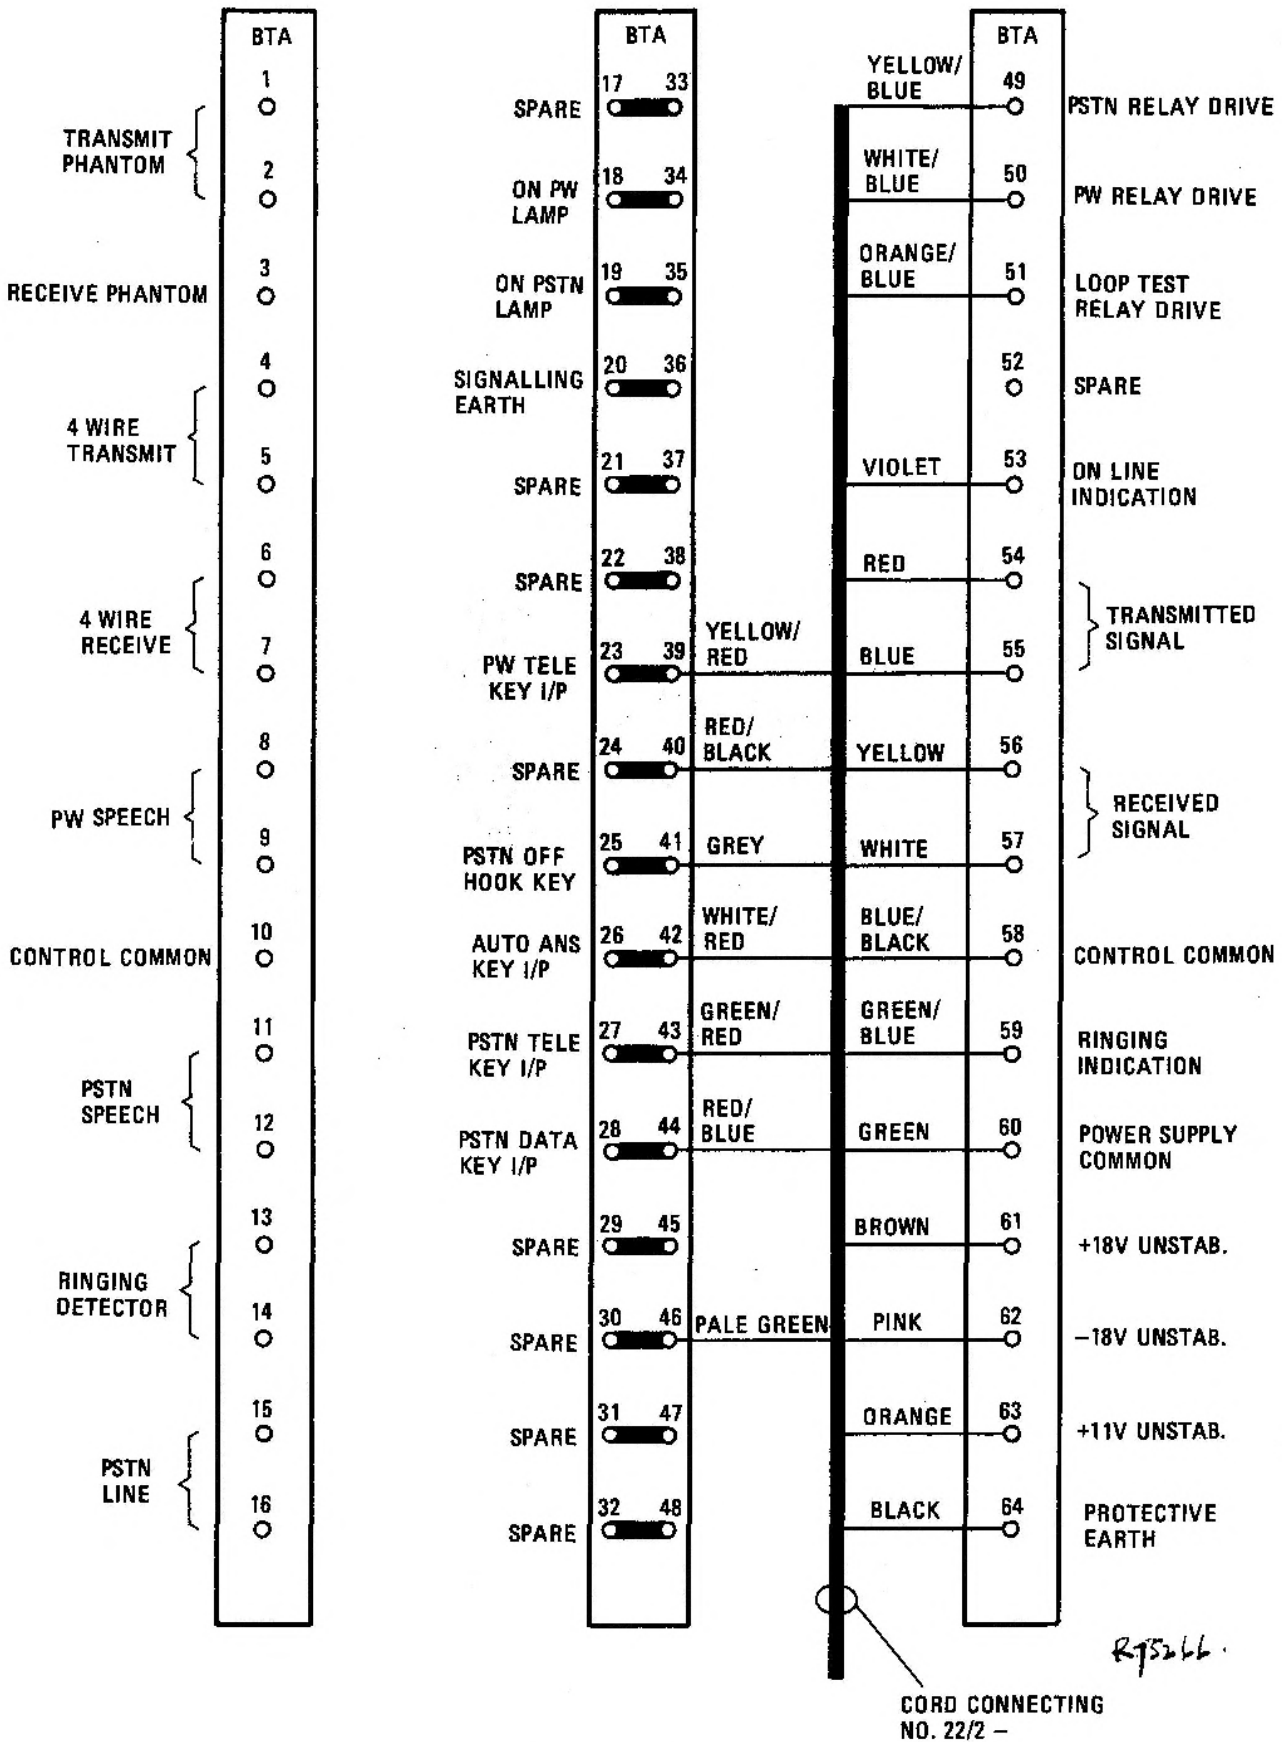 BTA
1
2
TRANSMIT
PHANTOM
3
RECEIVE PHANTOM
4
5
4 WIRE
TRANSMIT
6
7
4 WIRE
RECEIVE
8
9
PW SPEECH
10
CONTROL COMMON
11
12
PSTN
SPEECH
13
14
RINGING
DETECTOR
15
16
PSTN
LINE
BTA
SPARE 17 33
ON PW
LAMP
18 34
ON PSTN
LAMP
19 35
SIGNALLING
EARTH
20 36
SPARE 21 37
SPARE 22 38
PW TELE
KEY I/P
23 39
YELLOW/
RED
SPARE 24 40
RED/
BLACK
PSTN OFF
HOOK KEY
25 41 GREY
AUTO ANS
KEY I/P
26 42
WHITE/
RED
PSTN TELE
KEY I/P
27 43
GREEN/
RED
PSTN DATA
KEY I/P
28 44
RED/
BLUE
SPARE 29 45
SPARE 30 46 PALE GREEN
SPARE 31 47
SPARE 32 48
BTA
YELLOW/
BLUE
49 PSTN RELAY DRIVE
WHITE/
BLUE
50 PW RELAY DRIVE
ORANGE/
BLUE
51
LOOP TEST
RELAY DRIVE
52 SPARE
VIOLET 53
ON LINE
INDICATION
RED 54
BLUE 55
TRANSMITTED
SIGNAL
YELLOW 56
WHITE 57
RECEIVED
SIGNAL
BLUE/
BLACK
58 CONTROL COMMON
GREEN/
BLUE
59
RINGING
INDICATION
GREEN 60
POWER SUPPLY
COMMON
BROWN 61 +18V UNSTAB.
PINK 62 –18V UNSTAB.
ORANGE 63 +11V UNSTAB.
BLACK 64
PROTECTIVE
EARTH
CORD CONNECTING
NO. 22/2 –